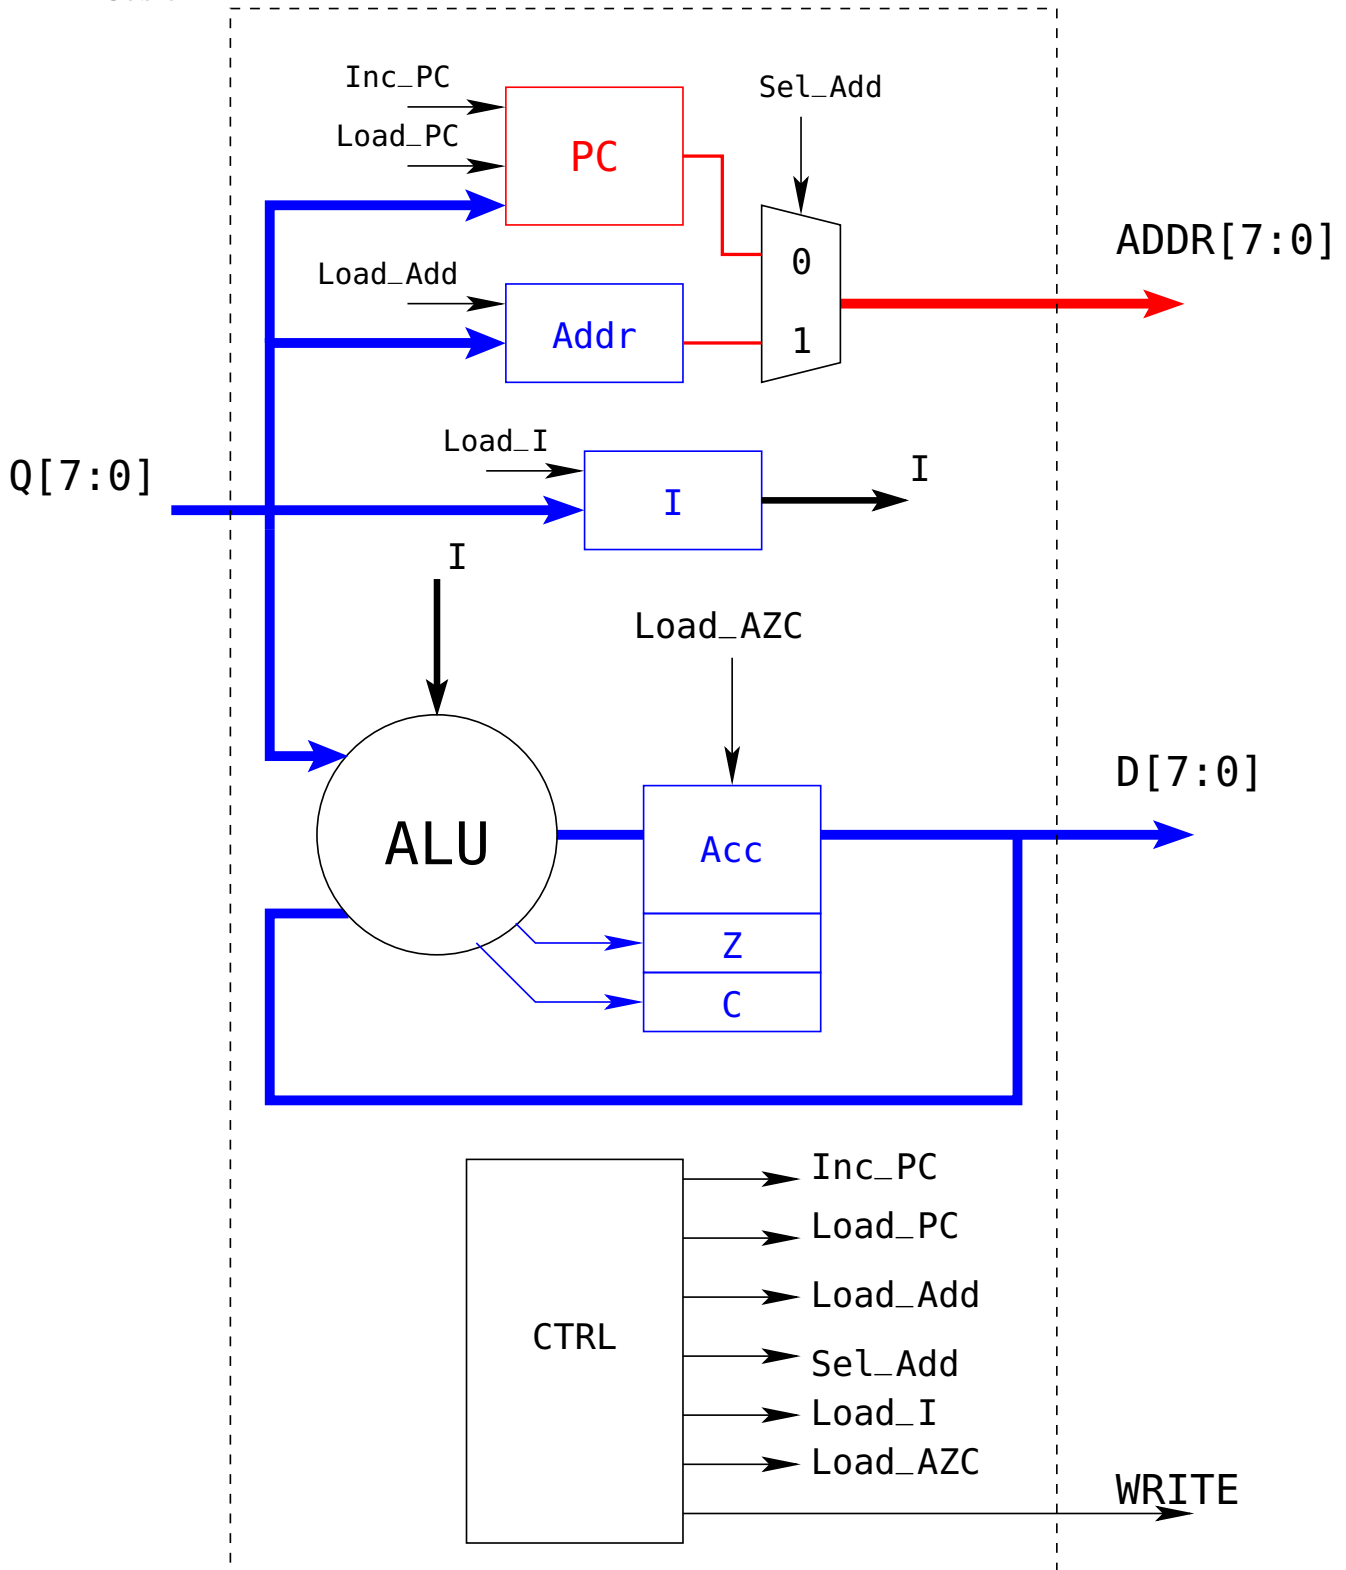 Inc_PC
Sel_Add
Load_PC
PC
ADDR[7:0]
0
Load_Add
Addr
1
Load_I
I
Q[7:0]
I
I
Load_AZC
D[7:0]
ALU
Acc
Z
C
Inc_PC
Load_PC
Load_Add
CTRL
Sel_Add
Load_I
Load_AZC
WRITE